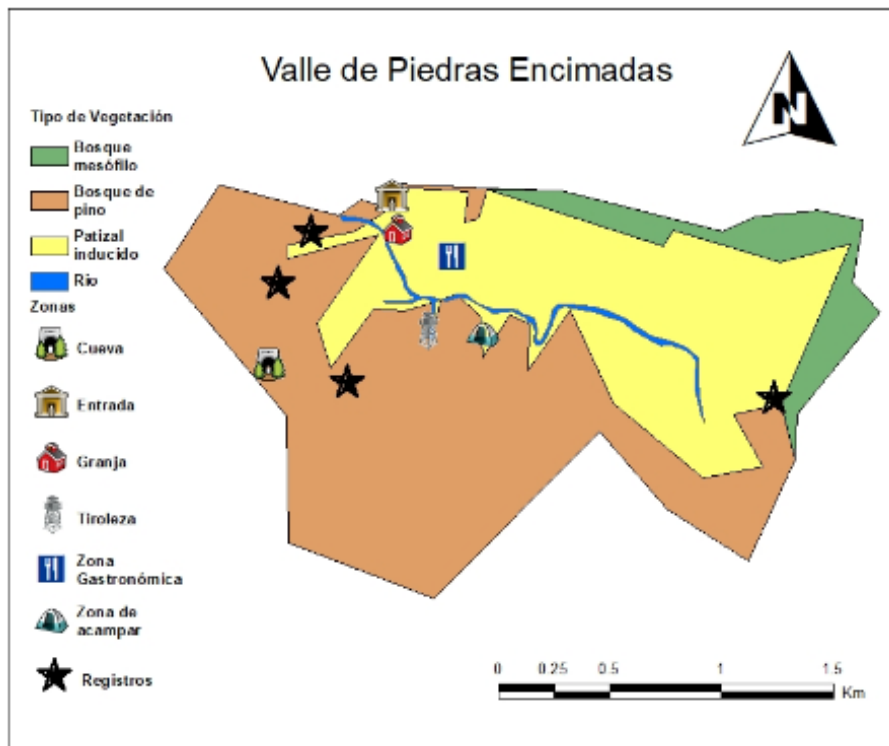 Valle de Piedras Encimadas
N
Tipo de Vegetación
Bosque
mesófilo
Bosque de
pino
Patizal
inducido
Río
Zonas
Cueva
Entrada
Granja
Tiroleza
Zona
Gastronómica
Zona de
acampar
Registros
0 0.25 0.5 1 1.5
Km